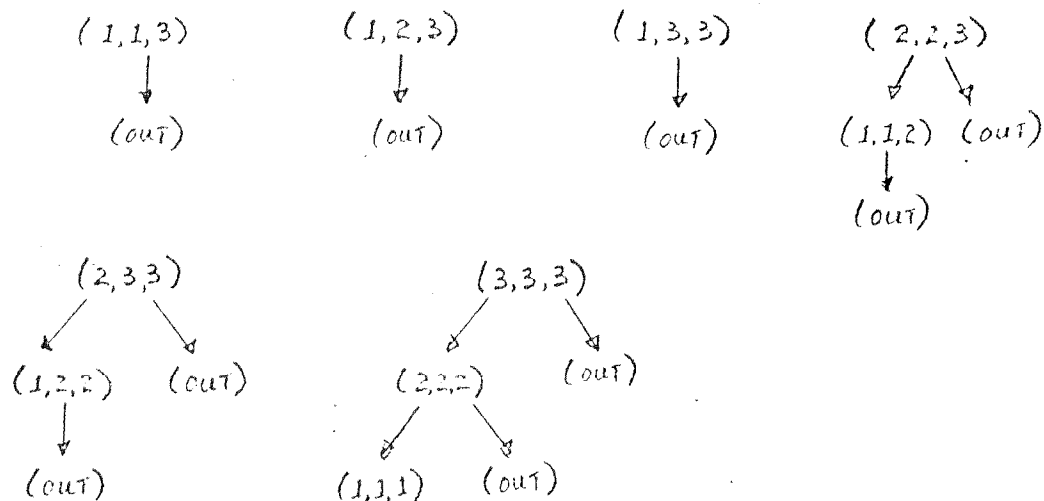 (1,1,3) (1,2,3) (1,3,3) (2,2,3)
(OUT) (OUT) (OUT) (1,1,2) (OUT)
(OUT)
(2,3,3) (3,3,3)
(1,2,2) (OUT) (2,2,2) (OUT)
(OUT) (1,1,1) (OUT)